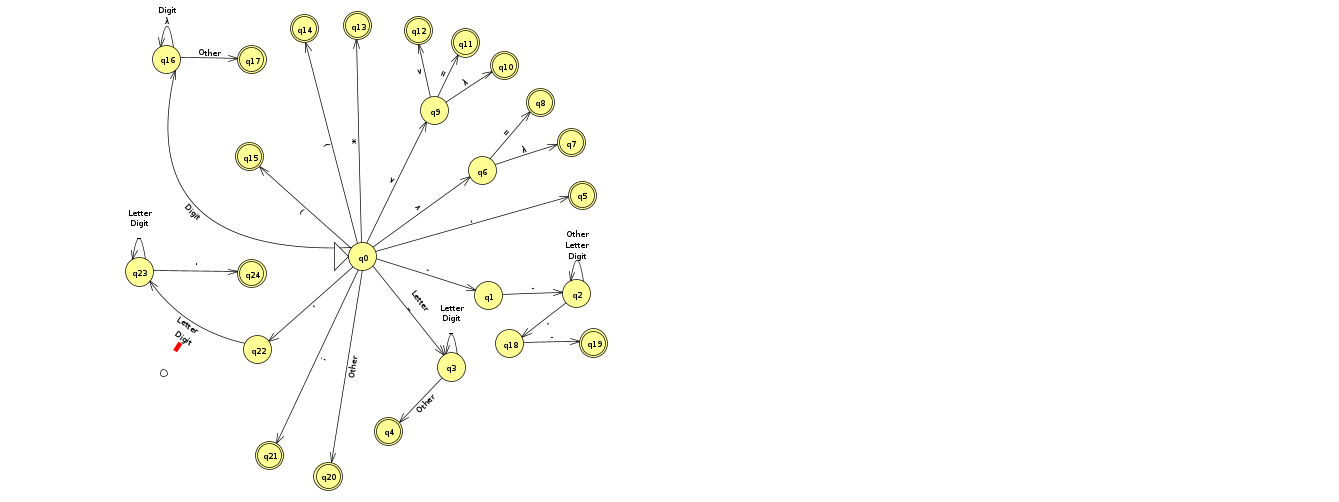 Digit
λ
q16
Other
q17
q14
q13
q12
q11
q10
v
=
λ
q9
q8
=
λ
q7
q6
q15
(
(
*
v
^
q5
Digit
Letter
Digit
q23
q24
q0
-
q1
-
Other
Letter
Digit
q2
q18
-
q19
Letter
Letter
Digit
q3
Other
q4
q22
Letter
Digit
Other
q21
q20